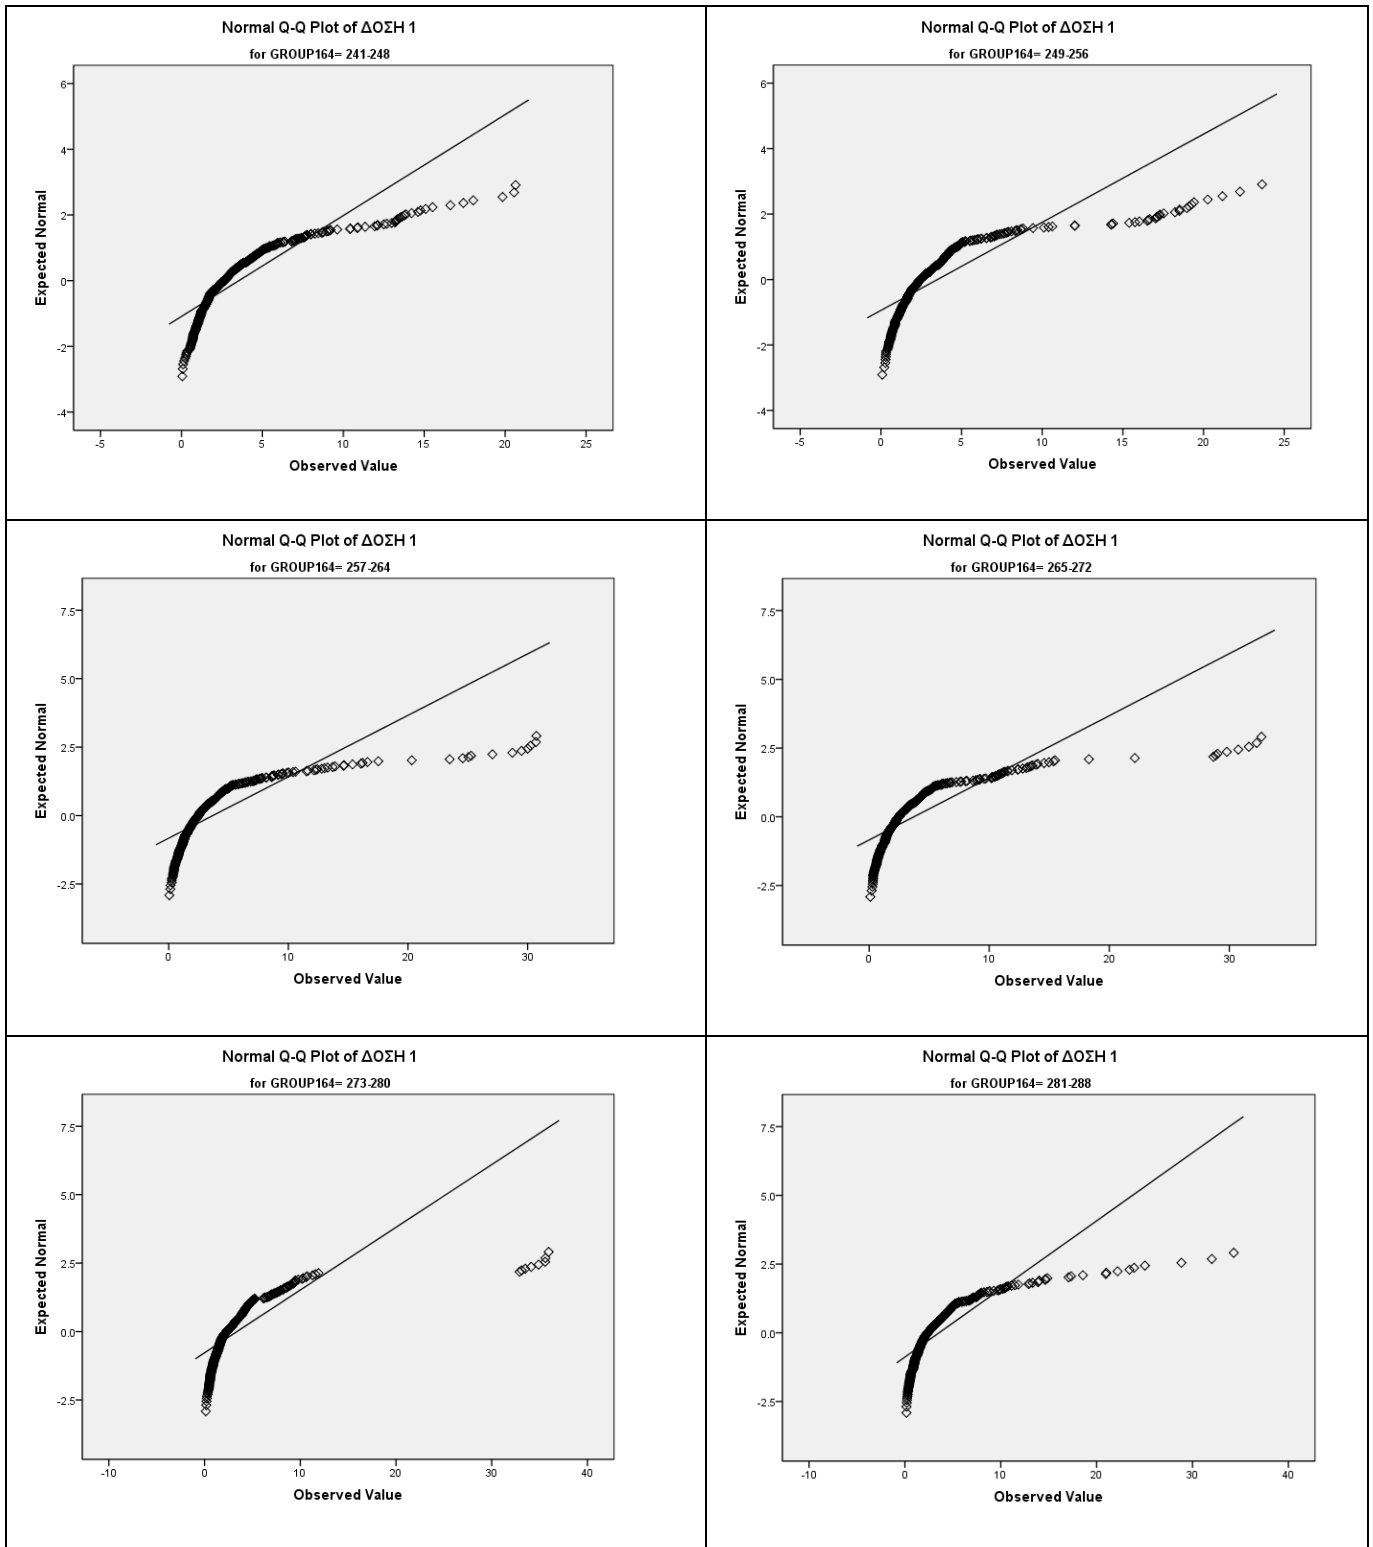 Normal Q-Q Plot of ΔΟΣΗ 1
for GROUP164= 241-248
6
4
2
0
-2
-4
Expected Normal
-5 0 5 10 15 20 25
Observed Value
Normal Q-Q Plot of ΔΟΣΗ 1
for GROUP164= 249-256
6
4
2
0
-2
-4
Expected Normal
-5 0 5 10 15 20 25
Observed Value
Normal Q-Q Plot of ΔΟΣΗ 1
for GROUP164= 257-264
7.5
5.0
2.5
0.0
-2.5
Expected Normal
0 10 20 30
Observed Value
Normal Q-Q Plot of ΔΟΣΗ 1
for GROUP164= 265-272
7.5
5.0
2.5
0.0
-2.5
Expected Normal
0 10 20 30
Observed Value
Normal Q-Q Plot of ΔΟΣΗ 1
for GROUP164= 273-280
7.5
5.0
2.5
0.0
-2.5
Expected Normal
-10 0 10 20 30 40
Observed Value
Normal Q-Q Plot of ΔΟΣΗ 1
for GROUP164= 281-288
7.5
5.0
2.5
0.0
-2.5
Expected Normal
-10 0 10 20 30 40
Observed Value